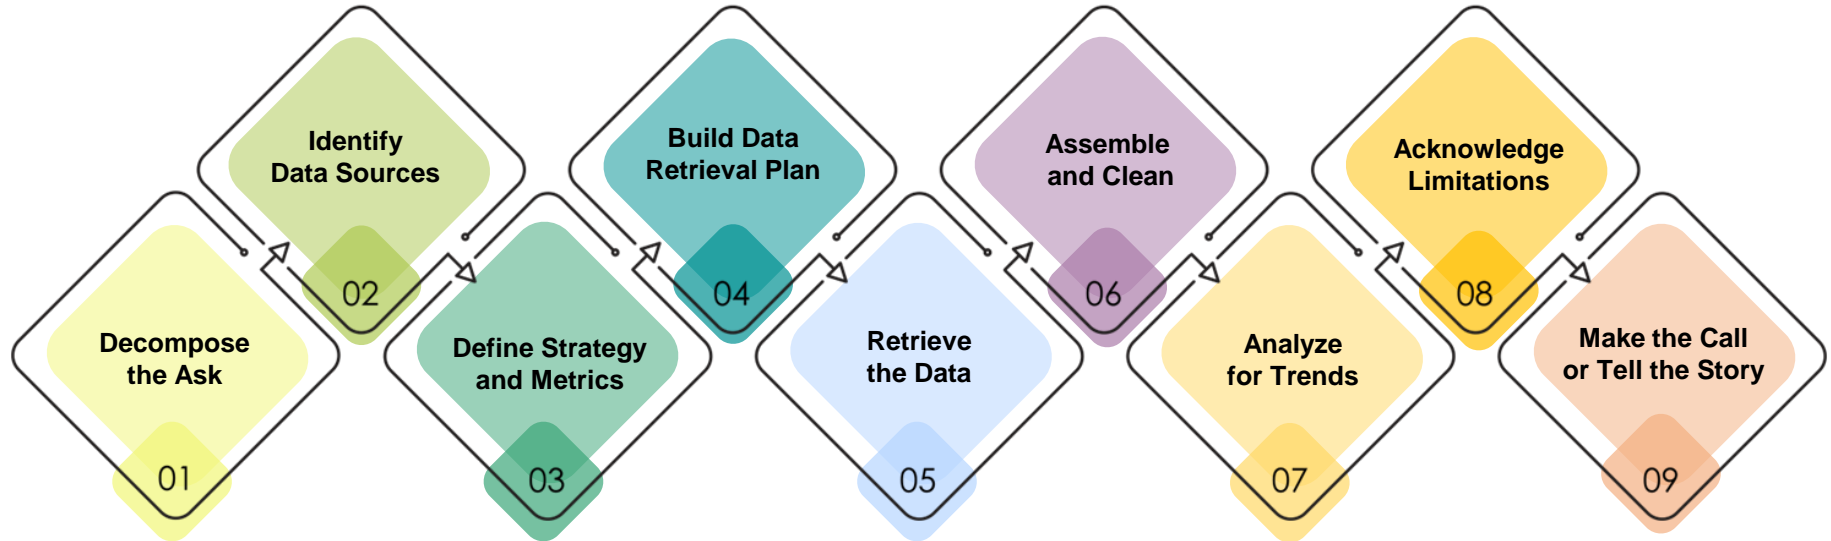 Decompose
the Ask
01
Identify
Data Sources
02
Define Strategy
and Metrics
03
Build Data
Retrieval Plan
04
Retrieve
the Data
05
Assemble
and Clean
06
Analyze
for Trends
07
Acknowledge
Limitations
08
Make the Call
or Tell the Story
09